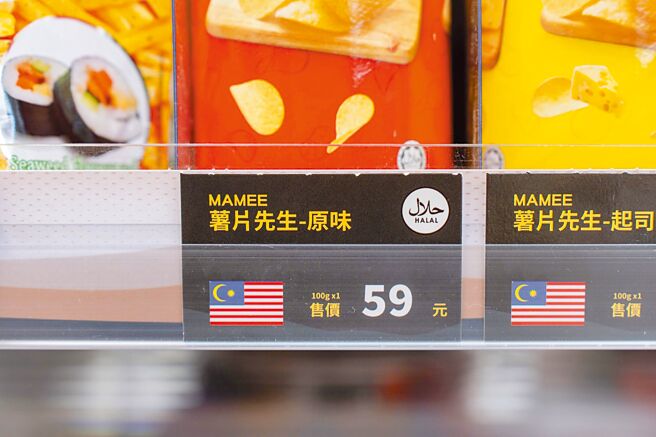 Seaweed
MAMEE
薯片先生-原味
حلال
HALAL
100g x1
售價 59 元
MAMEE
薯片先生-起司
100g x1
售價